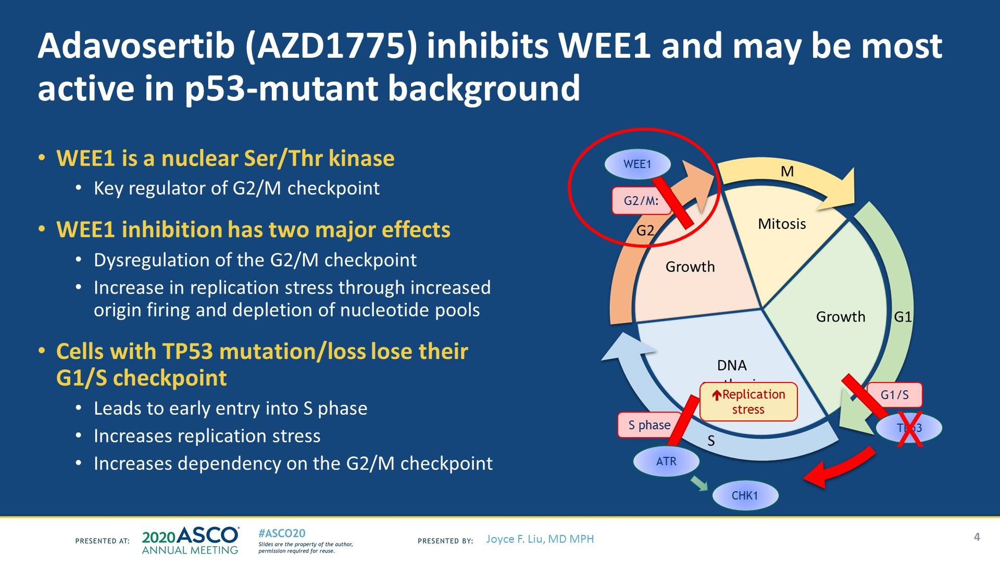 Adavosertib (AZD1775) inhibits WEE1 and may be most
active in p53-mutant background
• WEE1 is a nuclear Ser/Thr kinase
• Key regulator of G2/M checkpoint
• WEE1 inhibition has two major effects
• Dysregulation of the G2/M checkpoint
• Increase in replication stress through increased
origin firing and depletion of nucleotide pools
• Cells with TP53 mutation/loss lose their
G1/S checkpoint
• Leads to early entry into S phase
• Increases replication stress
• Increases dependency on the G2/M checkpoint
WEE1
G2/M:
G2
M
Mitosis
Growth
Growth
G1
DNA
synthesis
↑Replication
stress
G1/S
TP53
X
S phase
S
ATR
CHK1
PRESENTED AT:
2020 ASCO®
ANNUAL MEETING
#ASCO20
Slides are the property of the author,
permission required for reuse.
PRESENTED BY:
Joyce F. Liu, MD MPH
4